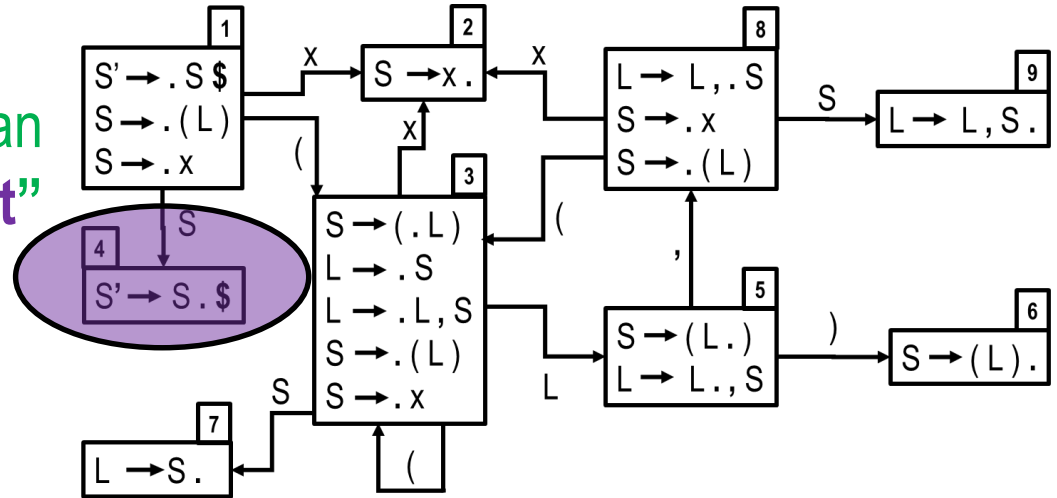 an
t”
1
S’→.S$
S→.(L)
S→.x
x
2
S→x.
x
8
L→L,.S
S→.x
S→.(L)
S
9
L→L,S.
(
x
3
S→(.L)
L→.S
L→.L,S
S→.(L)
S→.x
(
,
S
4
S’→S.$
L
5
S→(L.)
L→L.,S
)
6
S→(L).
S
7
L→S.
(